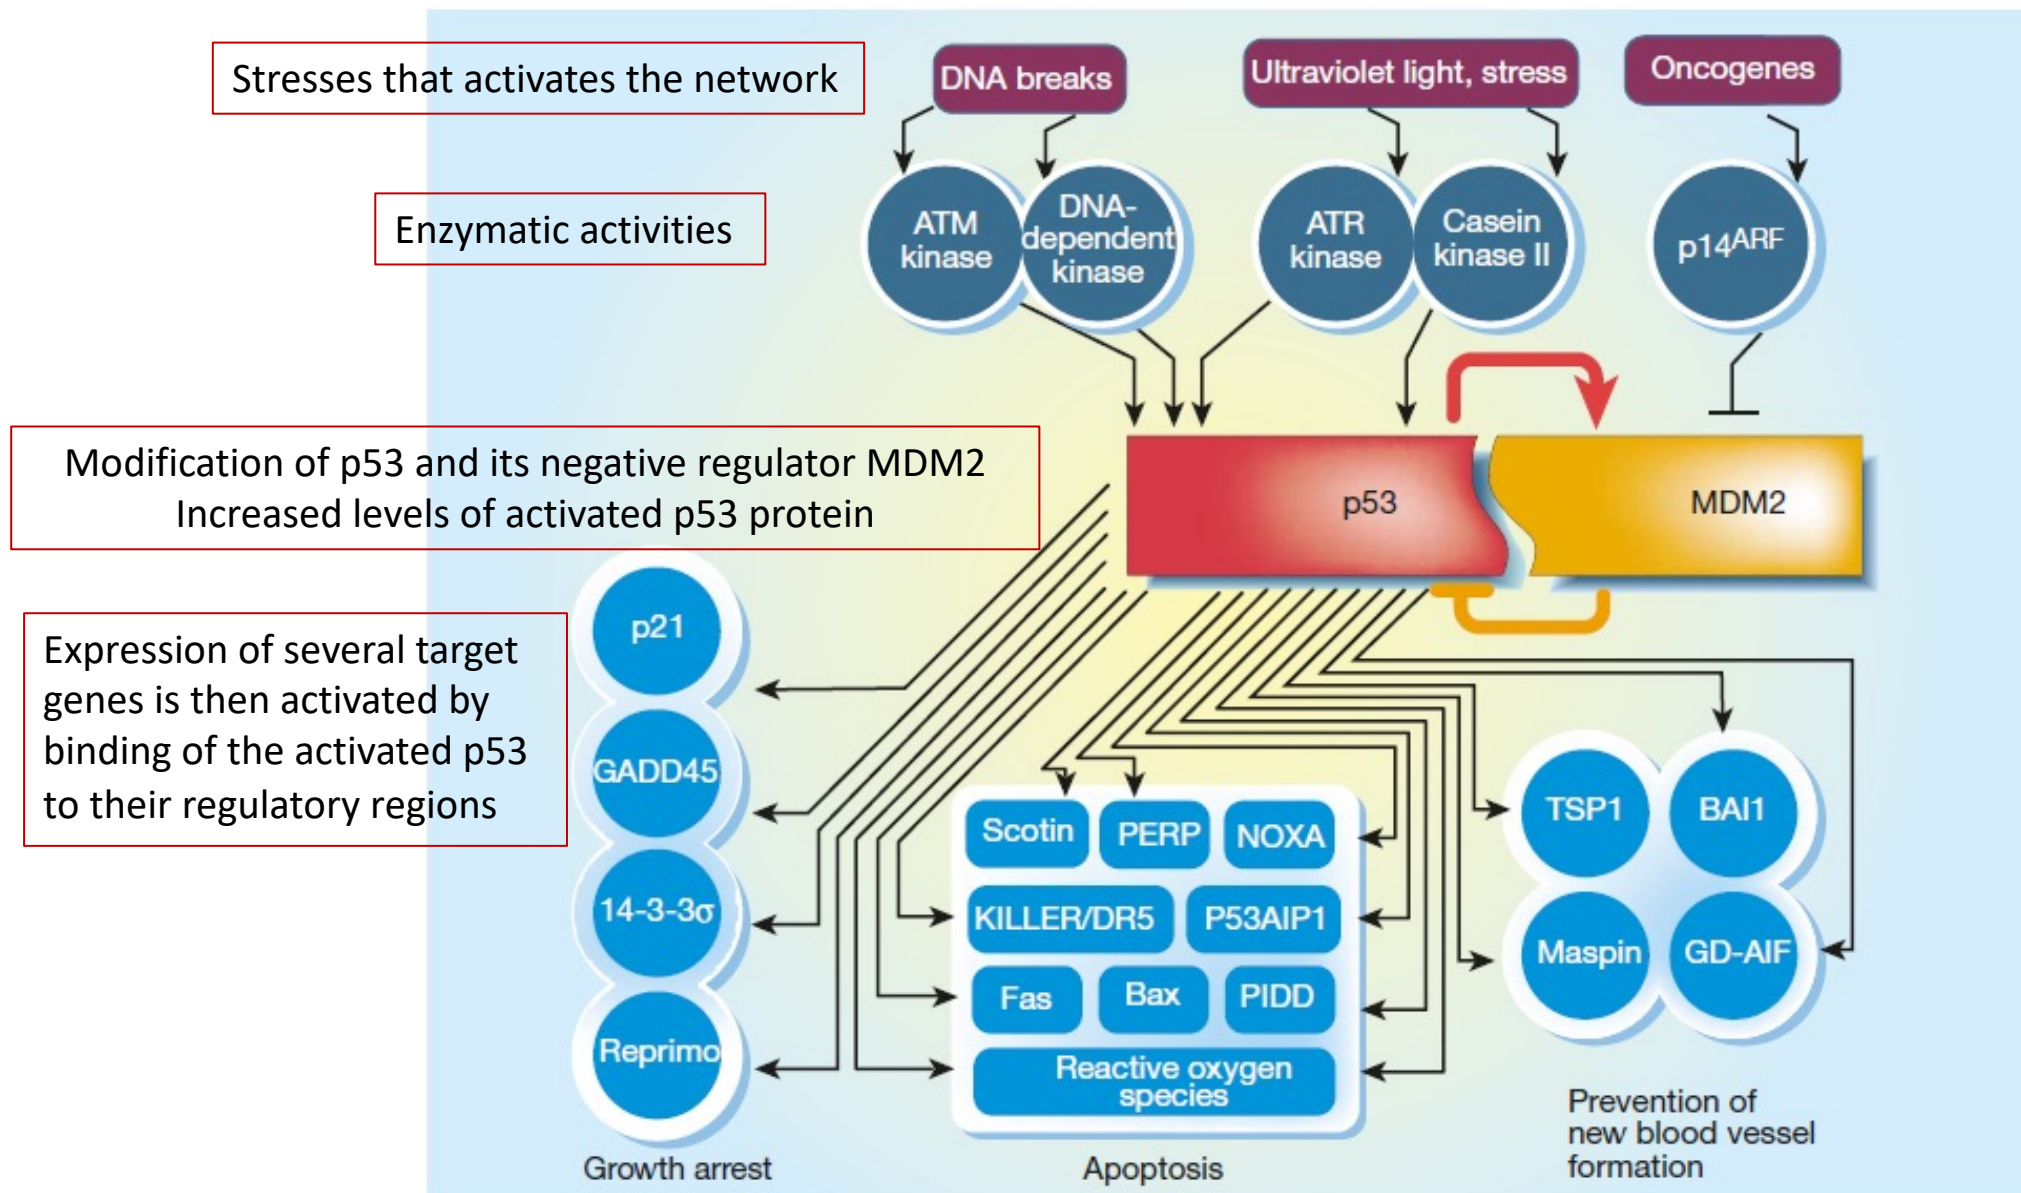 Stresses that activates the network
DNA breaks
Ultraviolet light, stress
Oncogenes
Enzymatic activities
ATM
kinase
DNA-
dependent
kinase
ATR
kinase
Casein
kinase II
p14ARF
Modification of p53 and its negative regulator MDM2
Increased levels of activated p53 protein
p53
MDM2
Expression of several target
genes is then activated by
binding of the activated p53
to their regulatory regions
p21
GADD45
14-3-3σ
Reprimo
Growth arrest
Scotin
PERP
NOXA
KILLER/DR5
P53AIP1
Fas
Bax
PIDD
Reactive oxygen
species
Apoptosis
TSP1
BAI1
Maspin
GD-AIF
Prevention of
new blood vessel
formation